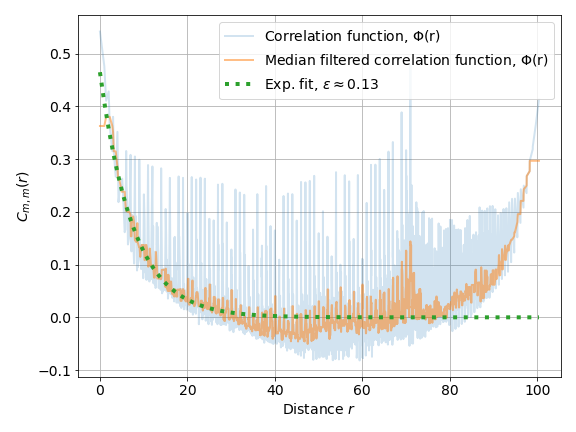 Correlation function, Φ(r)
Median filtered correlation function, Φ(r)
Exp. fit, ε ≈ 0.13
0.5
0.4
0.3
0.2
0.1
0.0
−0.1
C_{m,m}(r)
0 20 40 60 80 100
Distance r